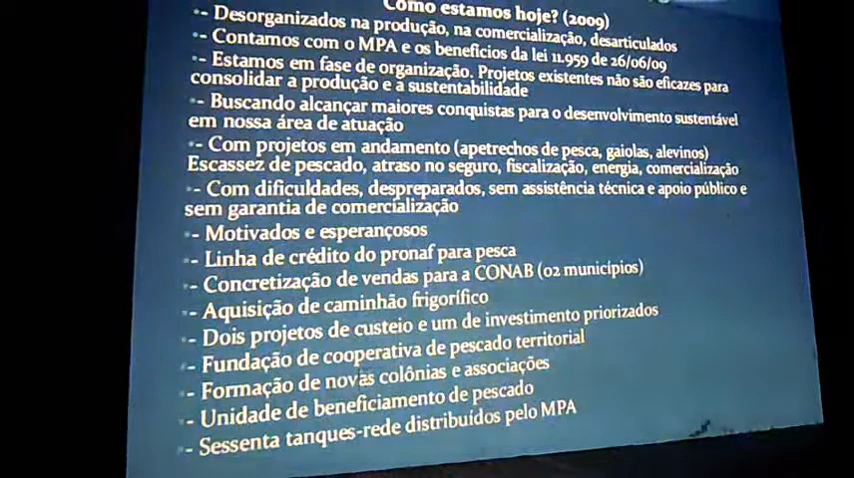 Como estamos hoje? (2009)
- Desorganizados na produção, na comercialização, desarticulados
- Contamos com o MPA e os benefícios da lei 11.959 de 26/06/09
- Estamos em fase de organização. Projetos existentes não são eficazes para
consolidar a produção e a sustentabilidade
- Buscando alcançar maiores conquistas para o desenvolvimento sustentável
em nossa área de atuação
- Com projetos em andamento (apetrechos de pesca, gaiolas, alevinos)
Escassez de pescado, atraso no seguro, fiscalização, energia, comercialização
- Com dificuldades, despreparados, sem assistência técnica e apoio público e
sem garantia de comercialização
- Motivados e esperançosos
- Linha de crédito do pronaf para pesca
- Concretização de vendas para a CONAB (02 municípios)
- Aquisição de caminhão frigorífico
- Dois projetos de custeio e um de investimento priorizados
- Fundação de cooperativa de pescado territorial
- Formação de novas colônias e associações
- Unidade de beneficiamento de pescado
- Sessenta tanques-rede distribuídos pelo MPA